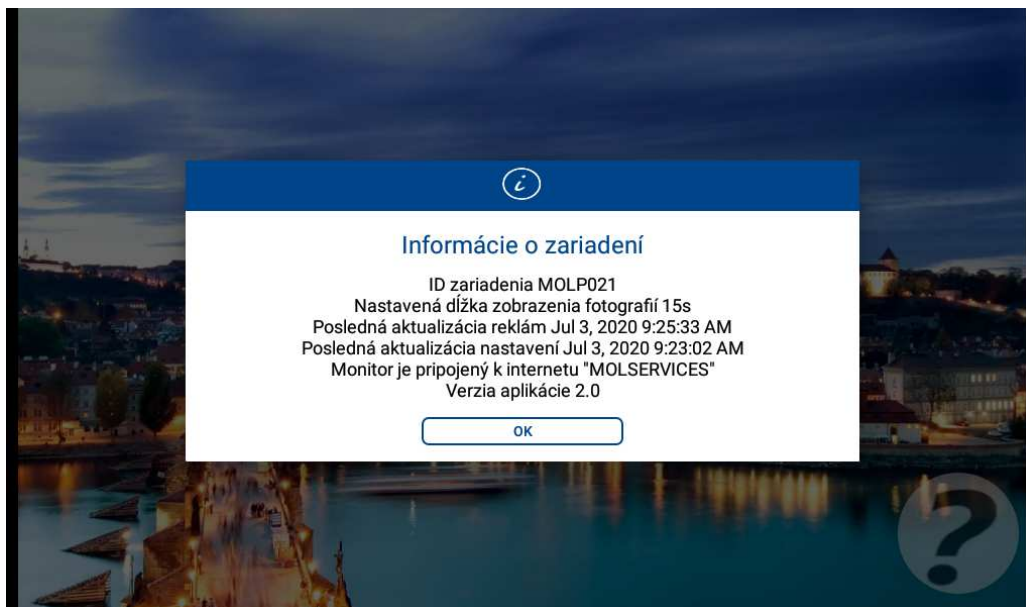 Informácie o zariadení
ID zariadenia MOLP021
Nastavená dĺžka zobrazenia fotografií 15s
Posledná aktualizácia reklám Jul 3, 2020 9:25:33 AM
Posledná aktualizácia nastavení Jul 3, 2020 9:23:02 AM
Monitor je pripojený k internetu "MOLSERVICES"
Verzia aplikácie 2.0
OK
?